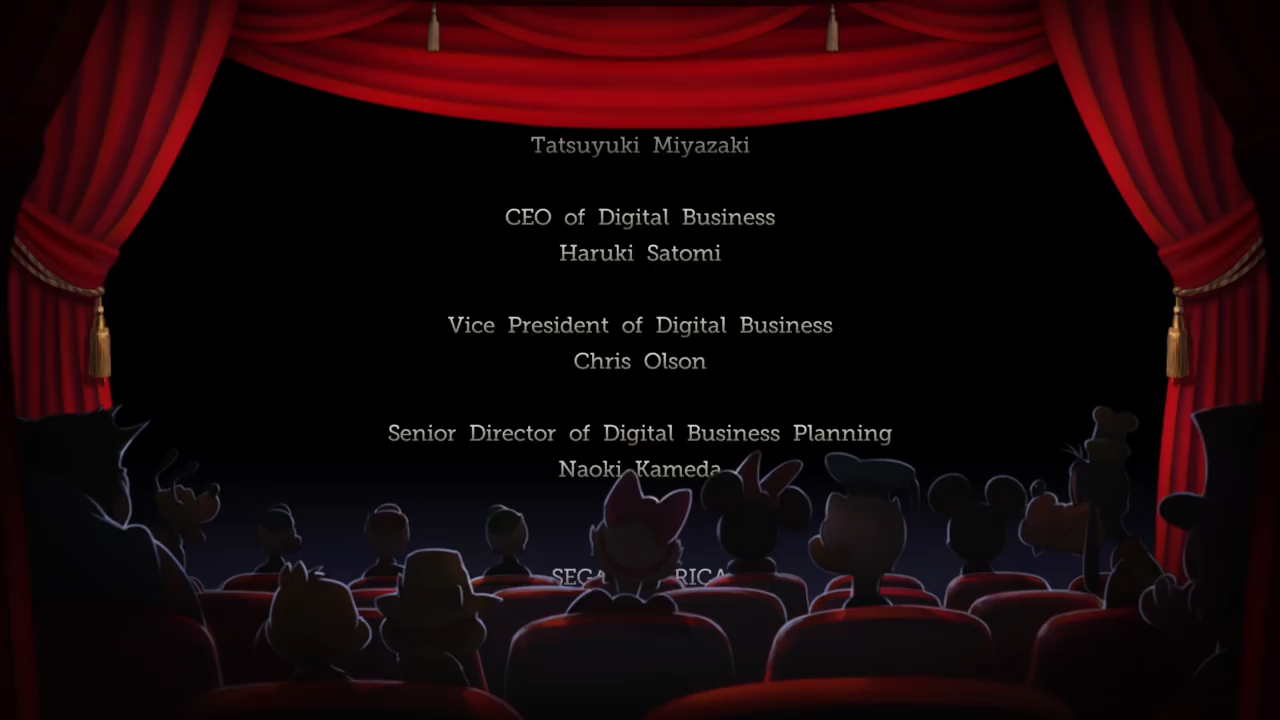 Tatsuyuki Miyazaki
CEO of Digital Business
Haruki Satomi
Vice President of Digital Business
Chris Olson
Senior Director of Digital Business Planning
Naoki Kameda
SEGA